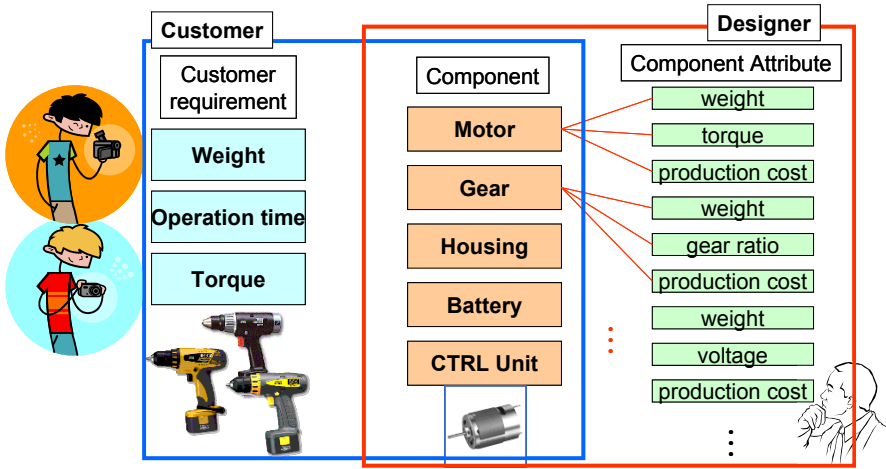 Customer
Designer
Customer
requirement
Weight
Operation time
Torque
Component
Motor
Gear
Housing
Battery
CTRL Unit
Component Attribute
weight
torque
production cost
weight
gear ratio
production cost
weight
voltage
production cost